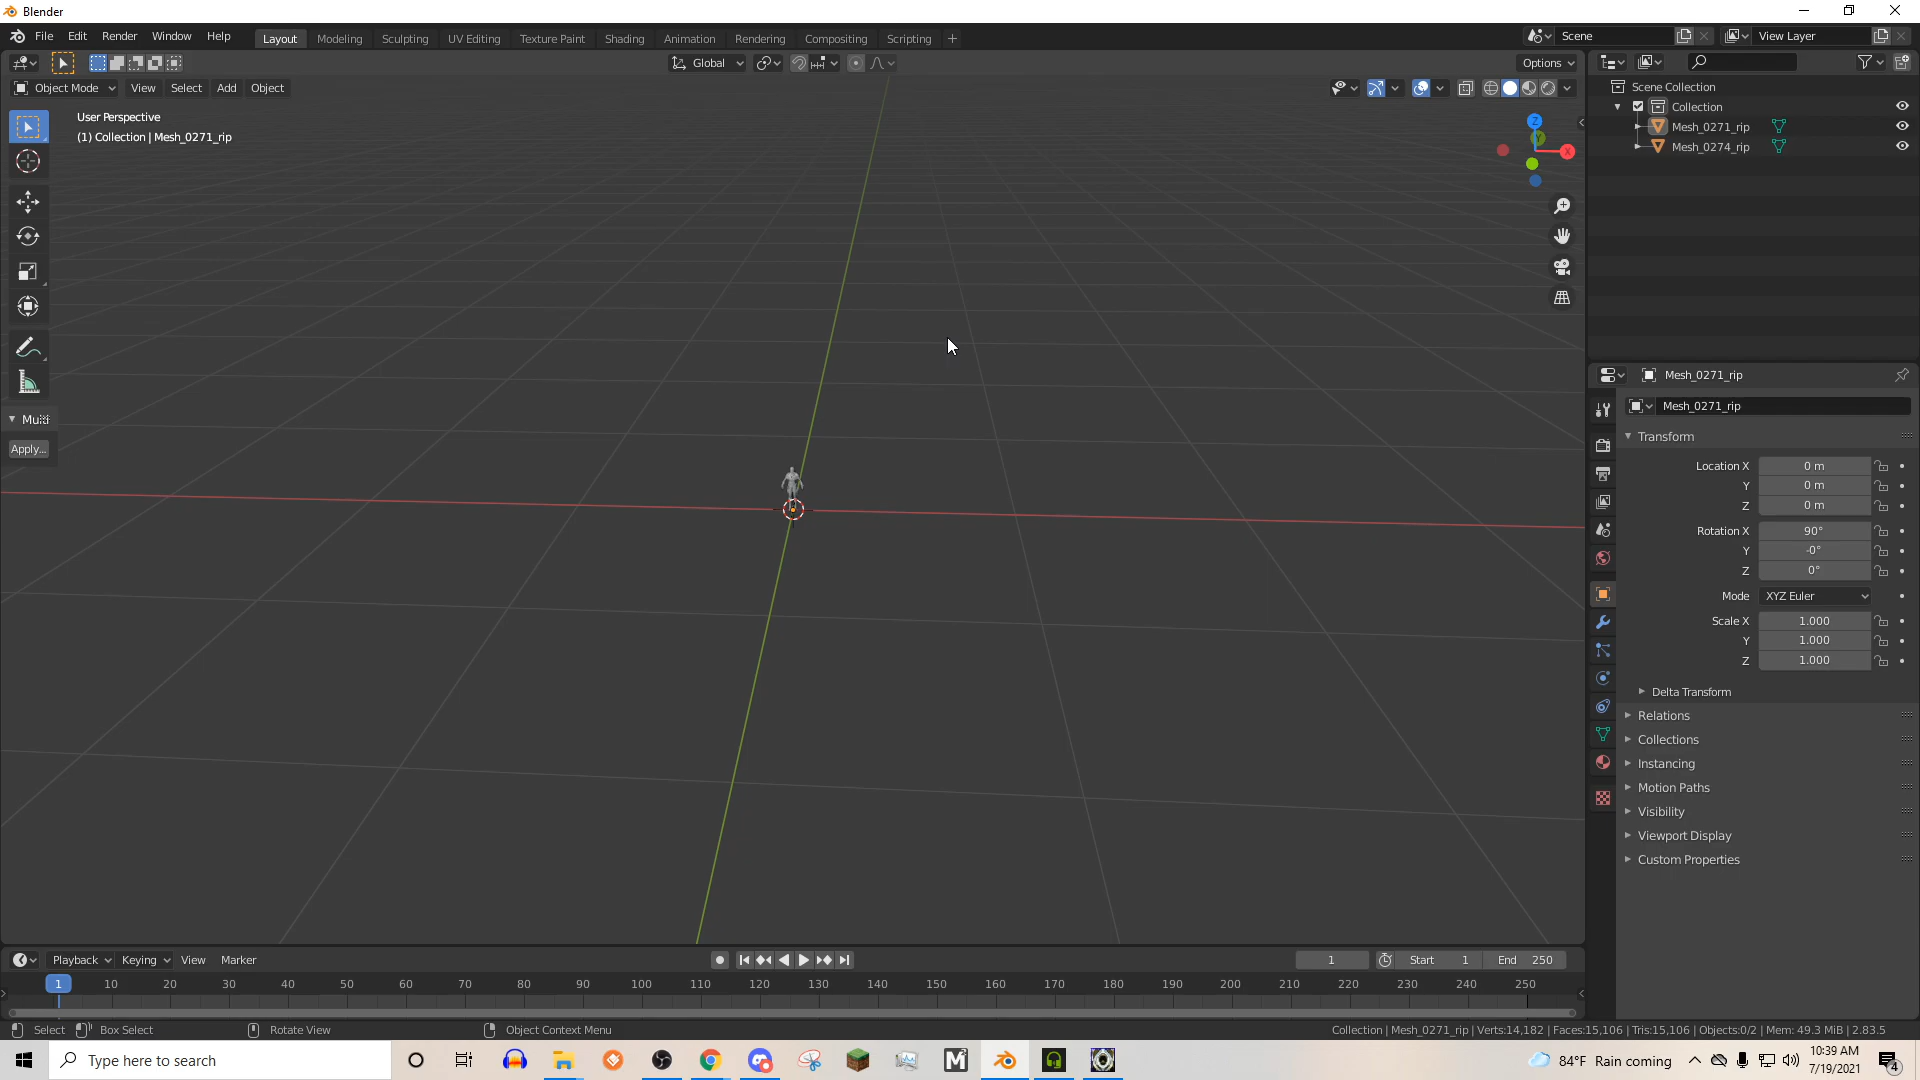 Blender
File Edit Render Window Help Layout Modeling Sculpting UV Editing Texture Paint Shading Animation Rendering Compositing Scripting Scene View Layer
Global Options
Object Mode View Select Add Object
User Perspective
(1) Collection | Mesh_0271_rip
Z
X
Apply...
Scene Collection
Collection
Mesh_0271_rip
Mesh_0274_rip
Mesh_0271_rip
Mesh_0271_rip
Transform
Location X 0 m
Y 0 m
Z 0 m
Rotation X 90°
Y -0°
Z 0°
Mode XYZ Euler
Scale X 1.000
Y 1.000
Z 1.000
Delta Transform
Relations
Collections
Instancing
Motion Paths
Visibility
Viewport Display
Custom Properties
Playback Keying View Marker 1 Start 1 End 250
1 10 20 30 40 50 60 70 80 90 100 110 120 130 140 150 160 170 180 190 200 210 220 230 240 250
Select Box Select Rotate View Object Context Menu Collection | Mesh_0271_rip | Verts:14,182 | Faces:15,106 | Tris:15,106 | Objects:0/2 | Mem: 49.3 MiB | 2.83.5
Type here to search 84°F Rain coming 10:39 AM
7/19/2021
4